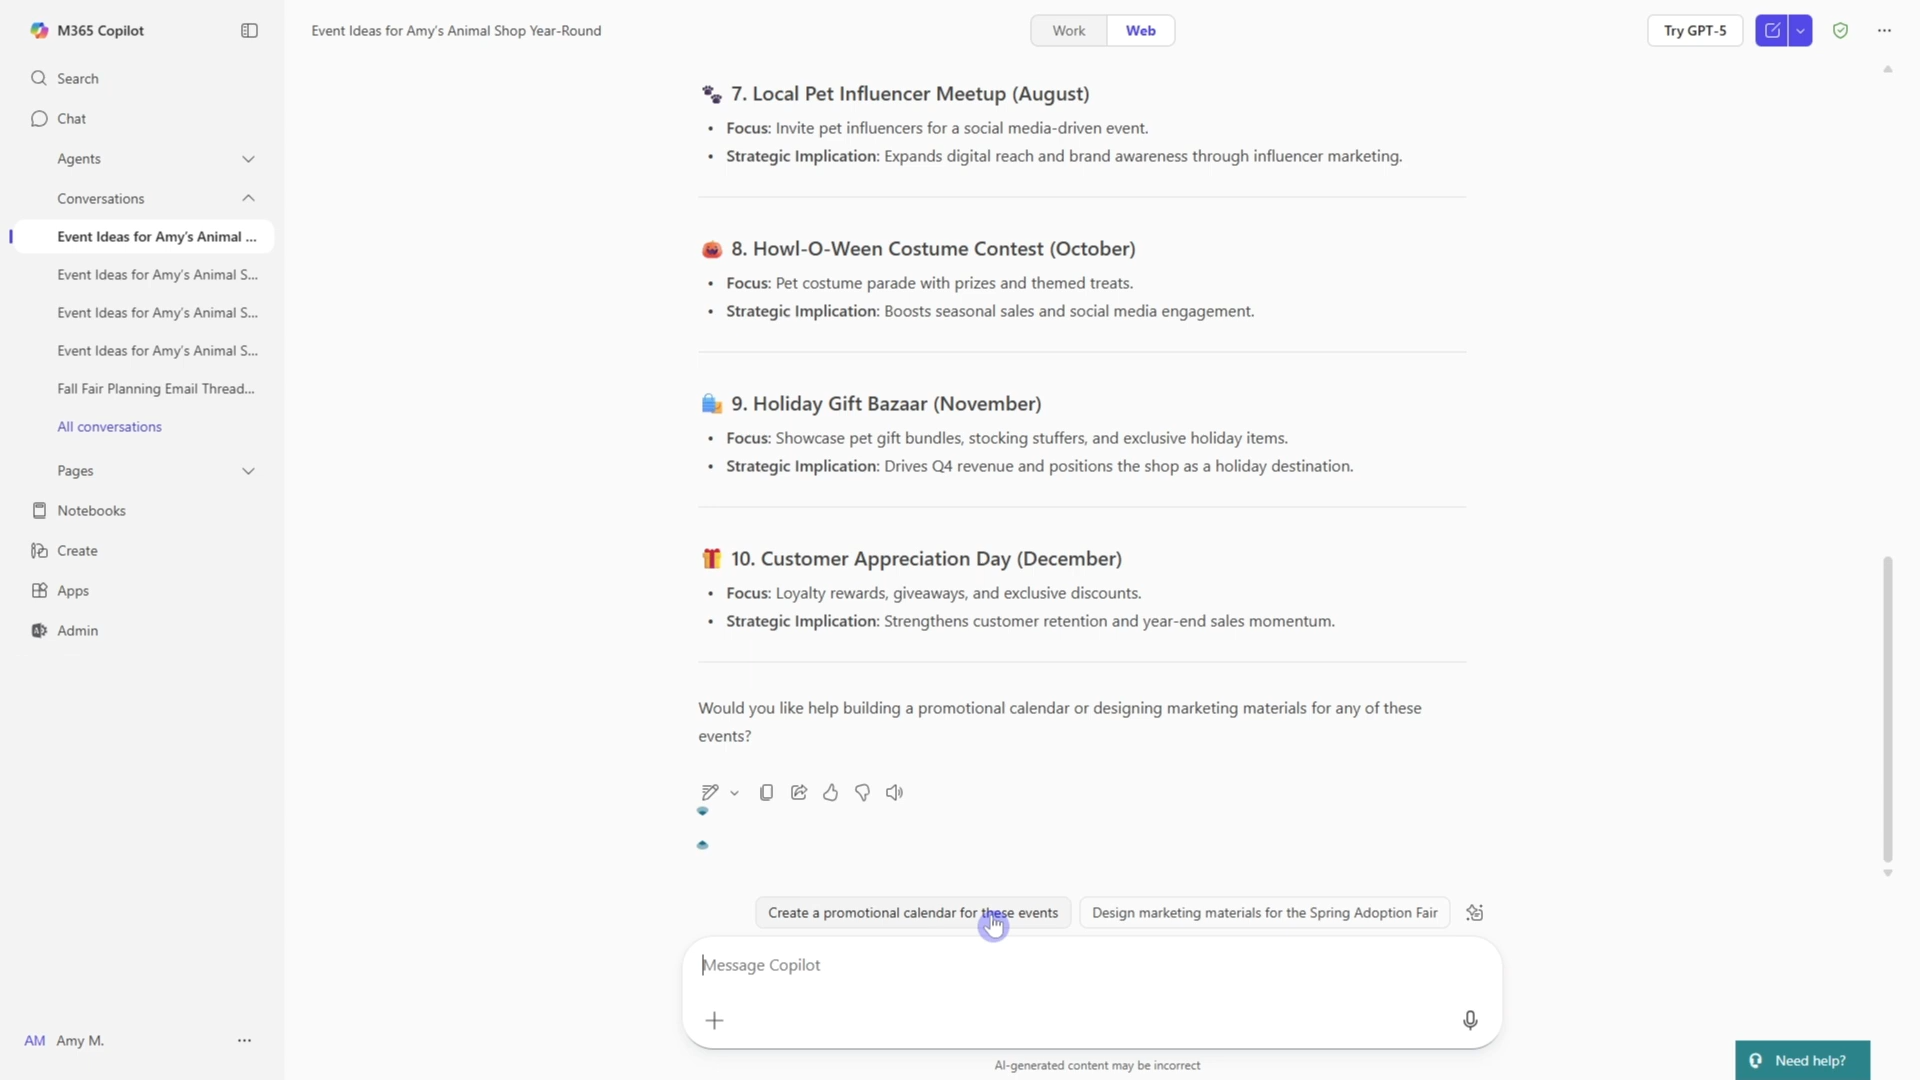 M365 Copilot
Search
Chat
Agents
Conversations
Event Ideas for Amy's Animal ...
Event Ideas for Amy's Animal S...
Event Ideas for Amy's Animal S...
Event Ideas for Amy's Animal S...
Fall Fair Planning Email Thread...
All conversations
Pages
Notebooks
Create
Apps
Admin
AM Amy M.
Event Ideas for Amy's Animal Shop Year-Round
Work Web
Try GPT-5
7. Local Pet Influencer Meetup (August)
• Focus: Invite pet influencers for a social media-driven event.
• Strategic Implication: Expands digital reach and brand awareness through influencer marketing.
8. Howl-O-Ween Costume Contest (October)
• Focus: Pet costume parade with prizes and themed treats.
• Strategic Implication: Boosts seasonal sales and social media engagement.
9. Holiday Gift Bazaar (November)
• Focus: Showcase pet gift bundles, stocking stuffers, and exclusive holiday items.
• Strategic Implication: Drives Q4 revenue and positions the shop as a holiday destination.
10. Customer Appreciation Day (December)
• Focus: Loyalty rewards, giveaways, and exclusive discounts.
• Strategic Implication: Strengthens customer retention and year-end sales momentum.
Would you like help building a promotional calendar or designing marketing materials for any of these
events?
Create a promotional calendar for these events
Design marketing materials for the Spring Adoption Fair
Message Copilot
AI-generated content may be incorrect
Need help?